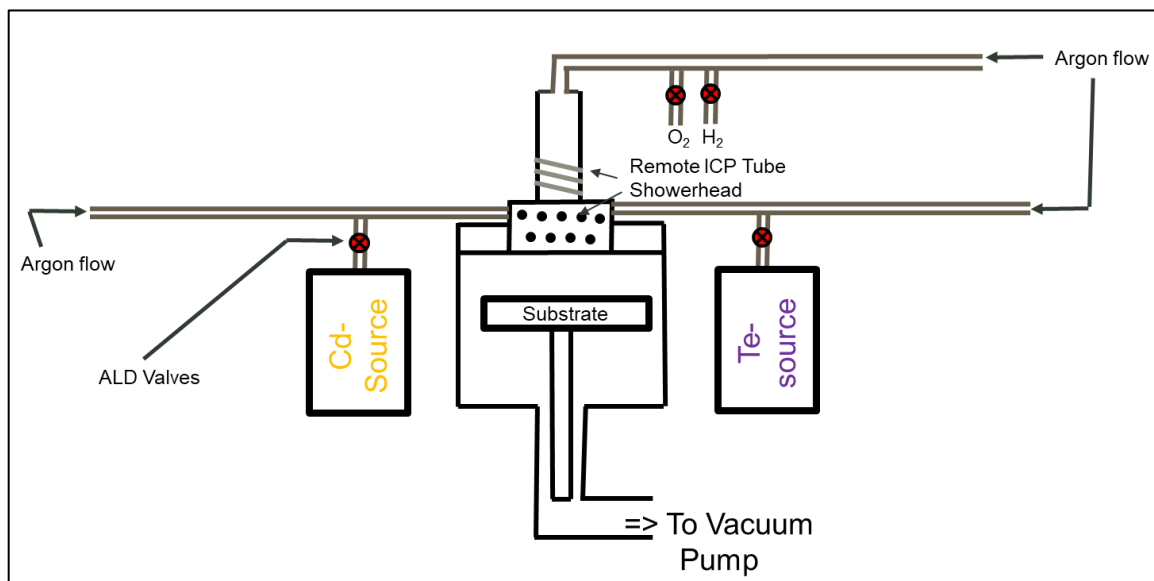 Argon flow
O2 H2
Remote ICP Tube
Showerhead
Argon flow
Cd-
Source
Substrate
Te-
source
ALD Valves
=> To Vacuum
Pump